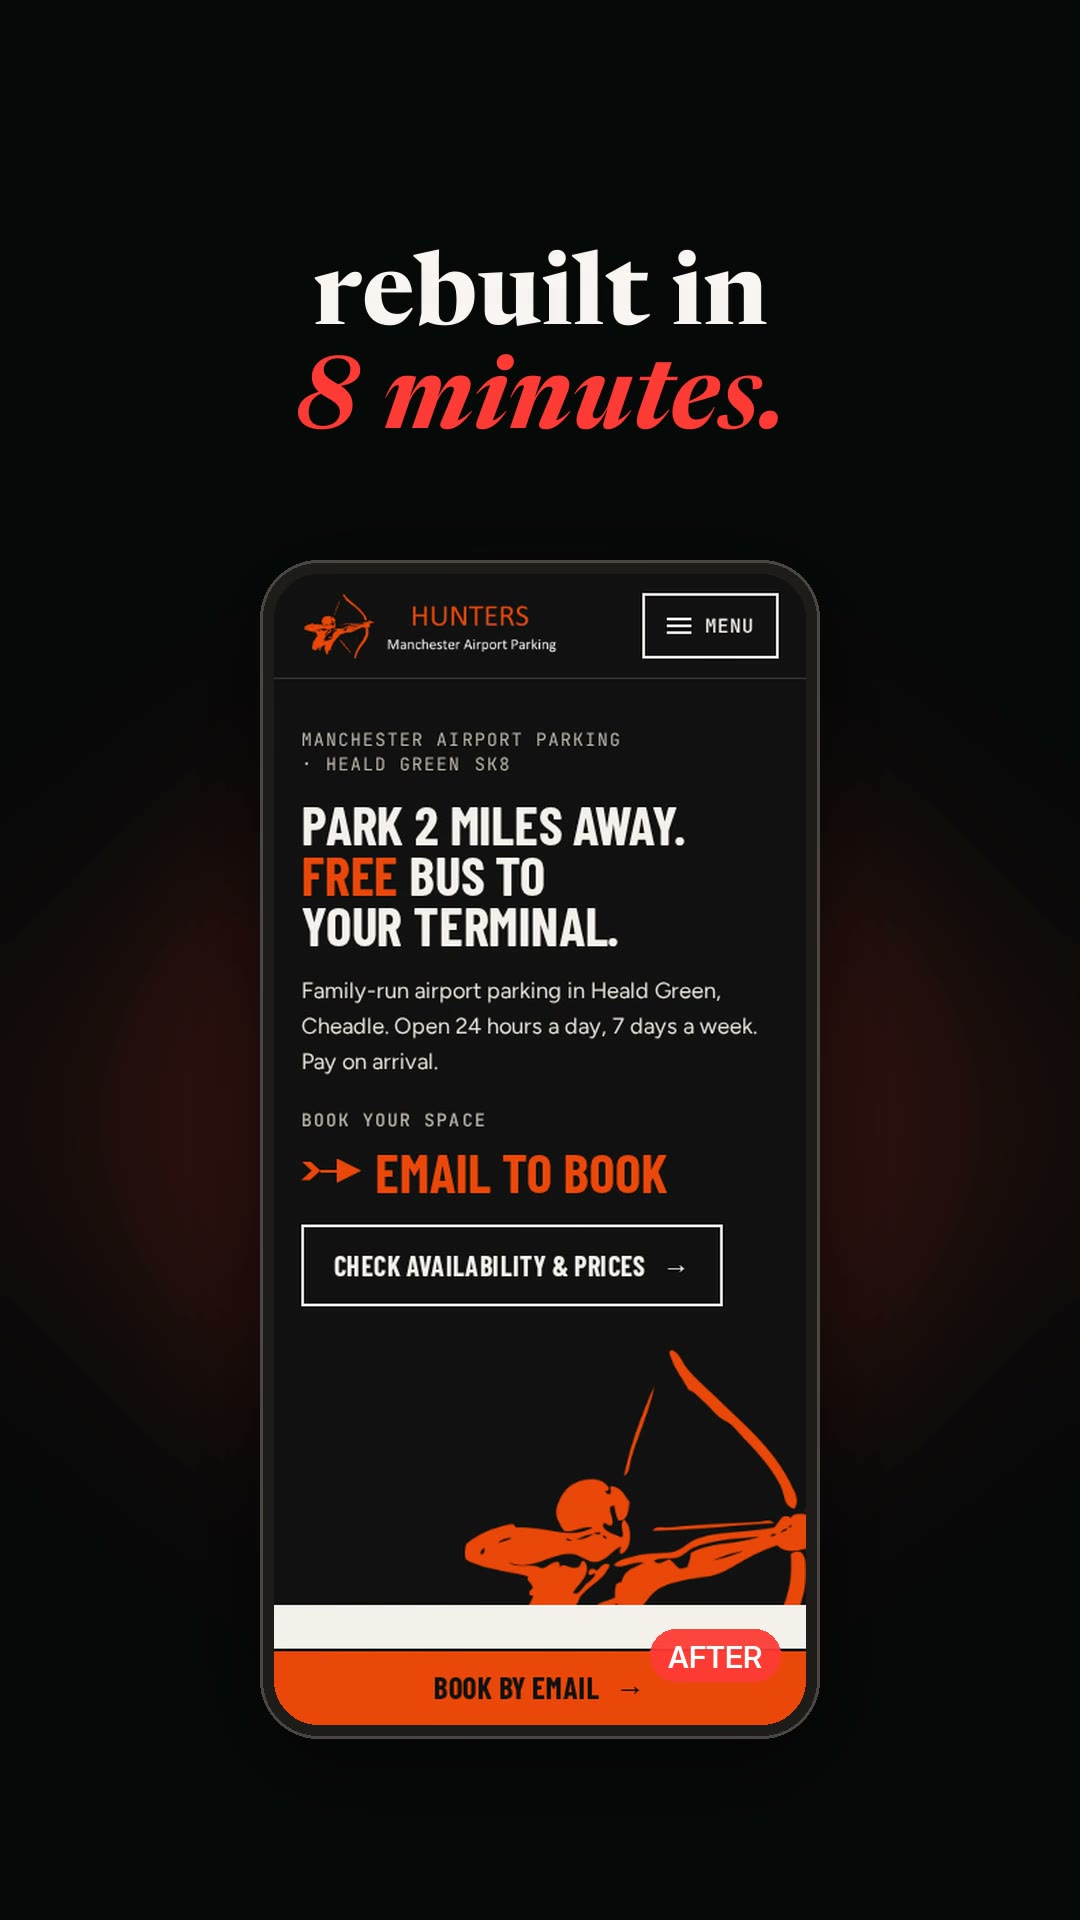 rebuilt in
8 minutes.
HUNTERS
Manchester Airport Parking
MENU
MANCHESTER AIRPORT PARKING
· HEALD GREEN SK8
PARK 2 MILES AWAY.
FREE BUS TO
YOUR TERMINAL.
Family-run airport parking in Heald Green,
Cheadle. Open 24 hours a day, 7 days a week.
Pay on arrival.
BOOK YOUR SPACE
EMAIL TO BOOK
CHECK AVAILABILITY & PRICES →
AFTER
BOOK BY EMAIL →